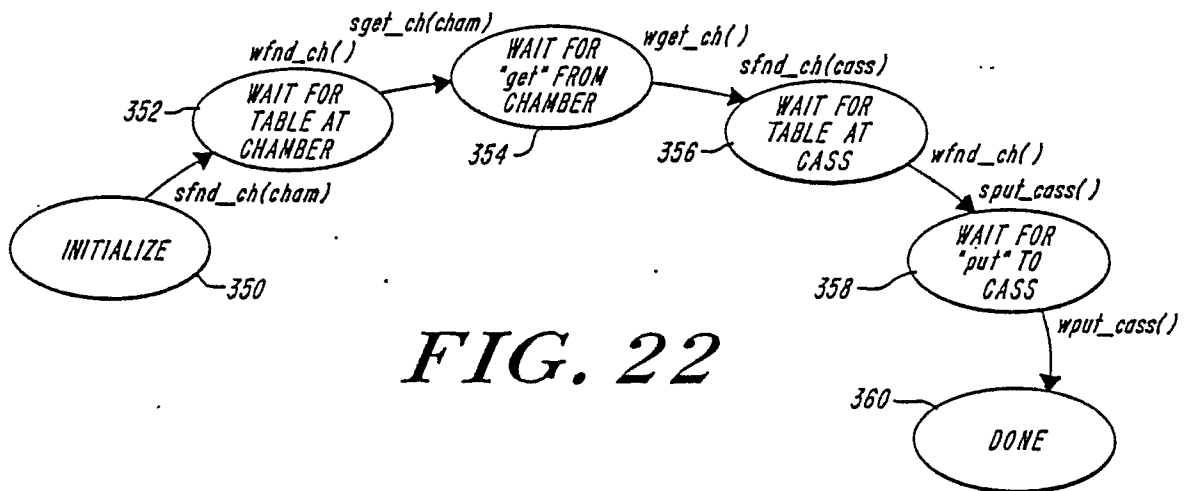 sget_ch(cham)
wfnd_ch()
WAIT FOR
"get" FROM
CHAMBER
wget_ch()
sfnd_ch(cass)
352
WAIT FOR
TABLE AT
CHAMBER
354
WAIT FOR
TABLE AT
CASS
356
wfnd_ch()
sfnd_ch(cham)
sput_cass()
INITIALIZE
350
WAIT FOR
"put" TO
CASS
358
wput_cass()
FIG. 22
360
DONE